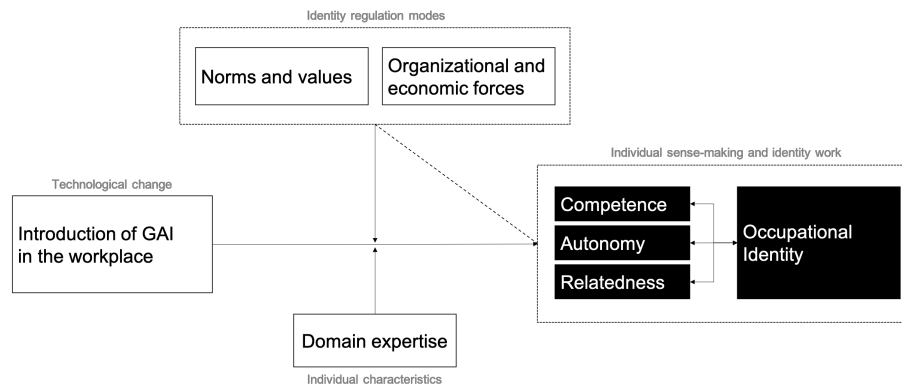 Identity regulation modes
Norms and values
Organizational and
economic forces
Individual sense-making and identity work
Technological change
Introduction of GAI
in the workplace
Competence
Autonomy
Relatedness
Occupational
Identity
Domain expertise
Individual characteristics